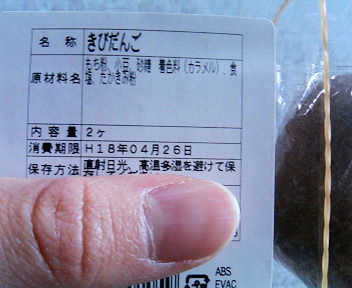 名 称 きびだんご
原材料名 もち粉、小豆、砂糖 着色料（カラメル）、食
塩、たかきみ粉
内 容 量 2ヶ
消費期限 H18年04月26日
保存方法 直射日光、高温多湿を避けて保
ABS
EVAC